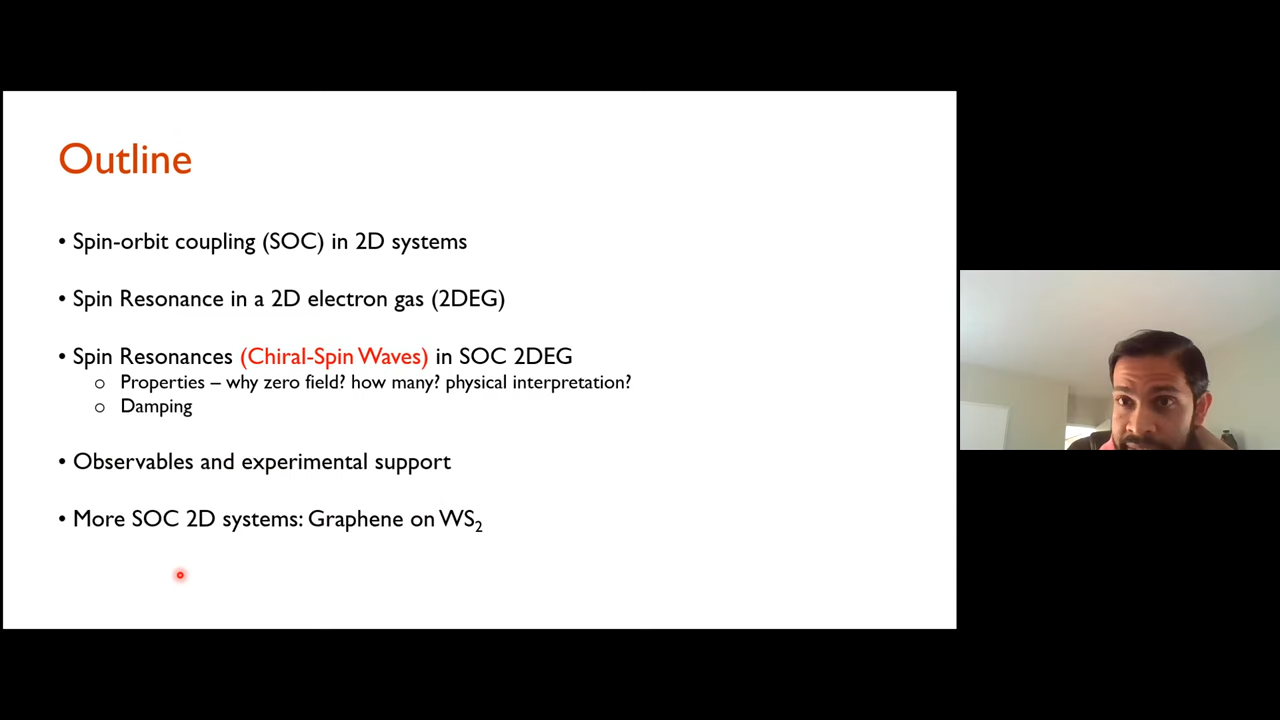 Outline
• Spin-orbit coupling (SOC) in 2D systems
• Spin Resonance in a 2D electron gas (2DEG)
• Spin Resonances (Chiral-Spin Waves) in SOC 2DEG
o Properties – why zero field? how many? physical interpretation?
o Damping
• Observables and experimental support
• More SOC 2D systems: Graphene on WS₂